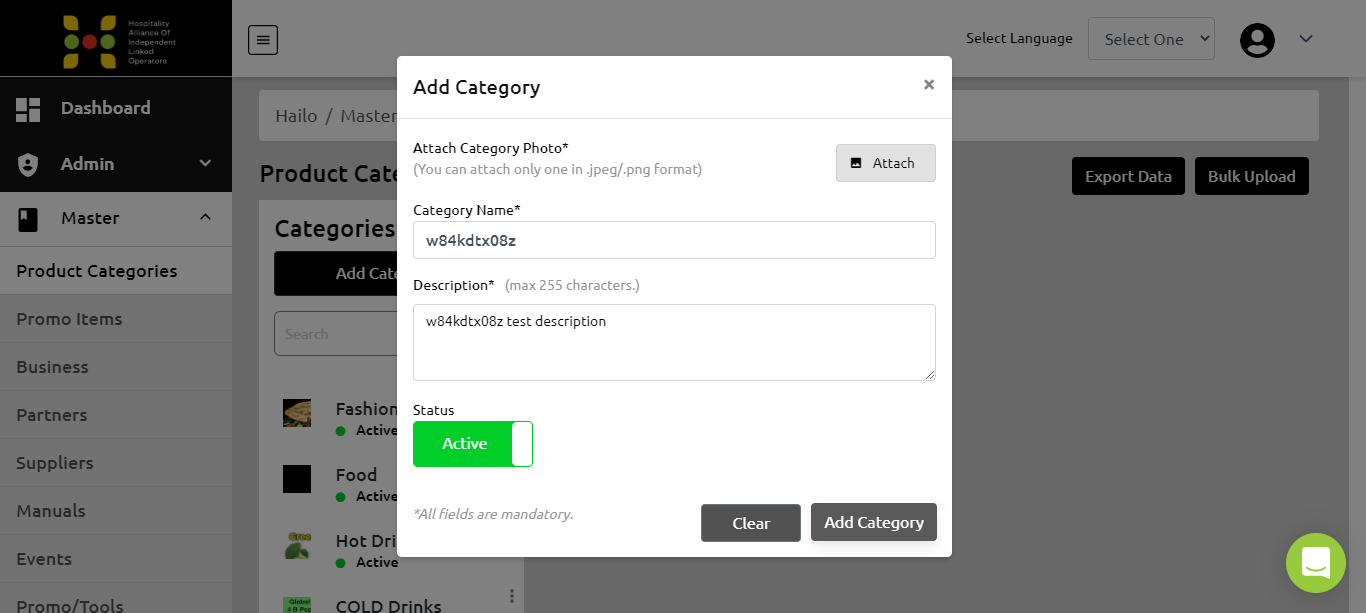 Hospitality
Alliance Of
Independent
Linked
Operators
Select Language
Select One
Dashboard
Admin
Master
Product Categories
Promo Items
Business
Partners
Suppliers
Manuals
Events
Promo/Tools
Hailo / Master
Product Cate
Export Data
Bulk Upload
Categories
Add Cate
Search
Fashion
Active
Food
Active
Hot Dri
Active
COLD Drinks
Add Category
×
Attach Category Photo*
(You can attach only one in .jpeg/.png format)
Attach
Category Name*
w84kdtx08z
Description* (max 255 characters.)
w84kdtx08z test description
Status
Active
*All fields are mandatory.
Clear
Add Category